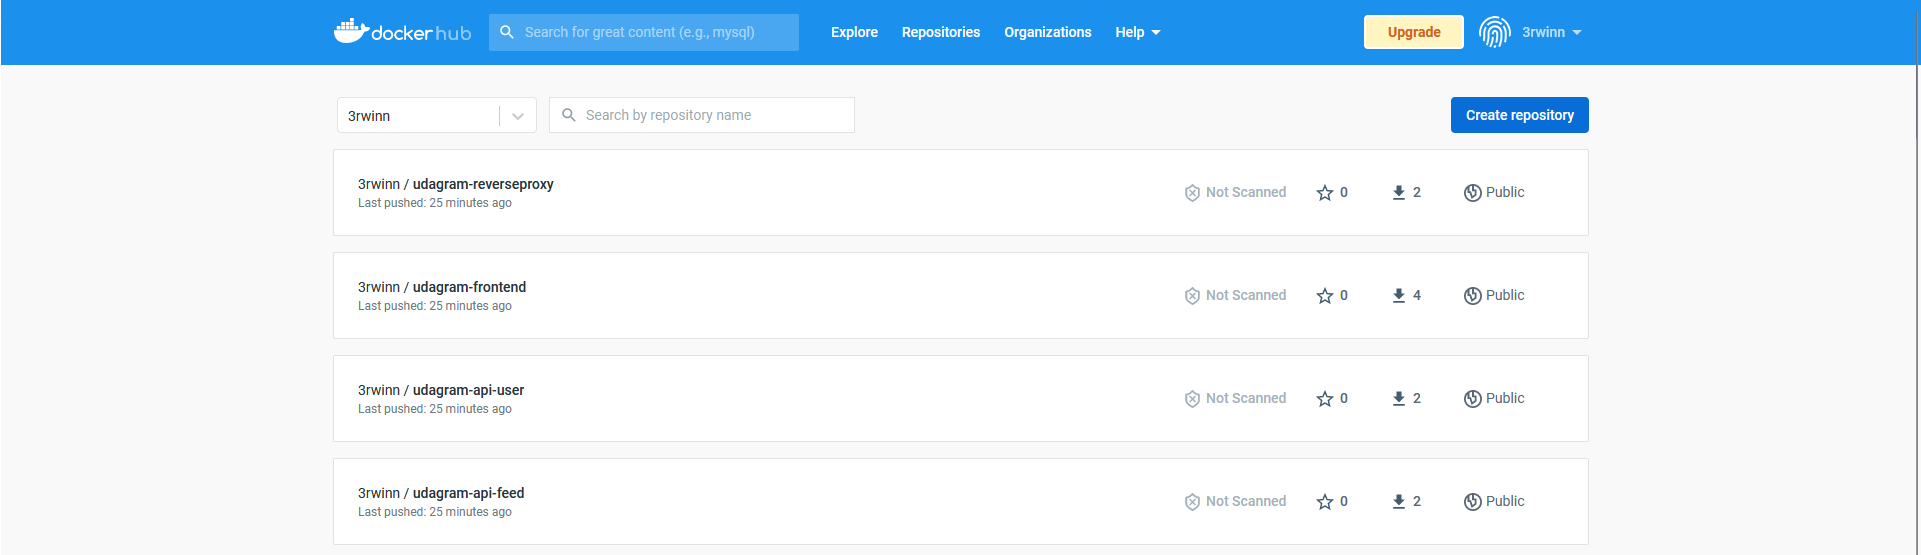 docker hub Search for great content (e.g., mysql) Explore Repositories Organizations Help Upgrade 3rwinn
3rwinn Search by repository name Create repository
3rwinn / udagram-reverseproxy
Last pushed: 25 minutes ago
Not Scanned 0 2 Public
3rwinn / udagram-frontend
Last pushed: 25 minutes ago
Not Scanned 0 4 Public
3rwinn / udagram-api-user
Last pushed: 25 minutes ago
Not Scanned 0 2 Public
3rwinn / udagram-api-feed
Last pushed: 25 minutes ago
Not Scanned 0 2 Public